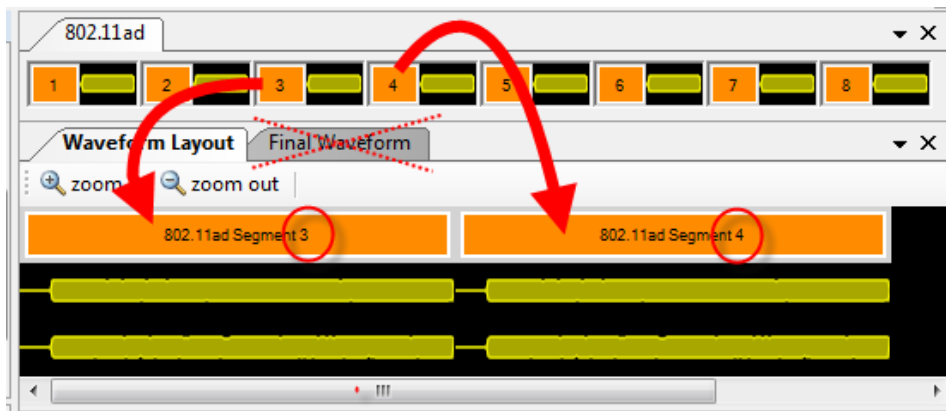 802.11ad
1 2 3 4 5 6 7 8
Waveform Layout Final Waveform
zoom zoom out
802.11ad Segment 3 802.11ad Segment 4